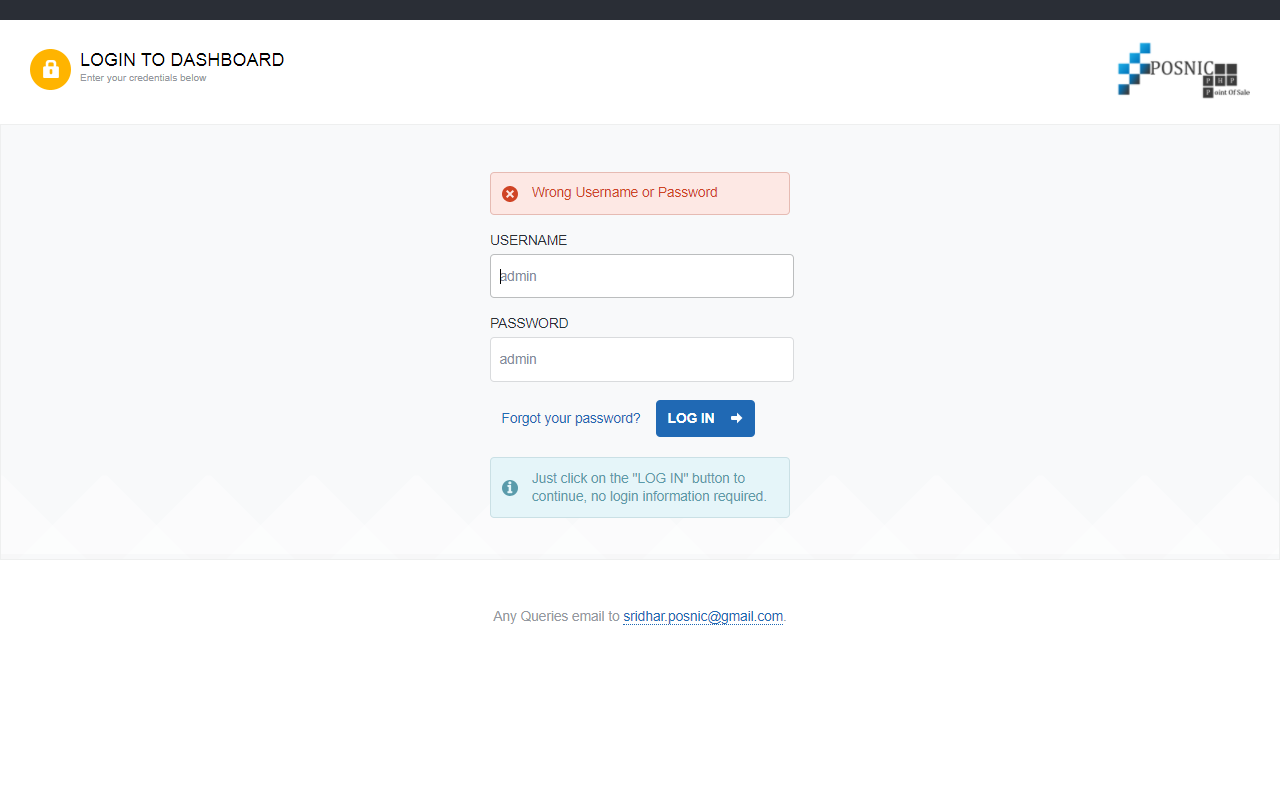 LOGIN TO DASHBOARD
Enter your credentials below
POSNIC
PHP
Point Of Sale
Wrong Username or Password
USERNAME
admin
PASSWORD
admin
Forgot your password?
LOG IN
Just click on the "LOG IN" button to
continue, no login information required.
Any Queries email to sridhar.posnic@gmail.com.